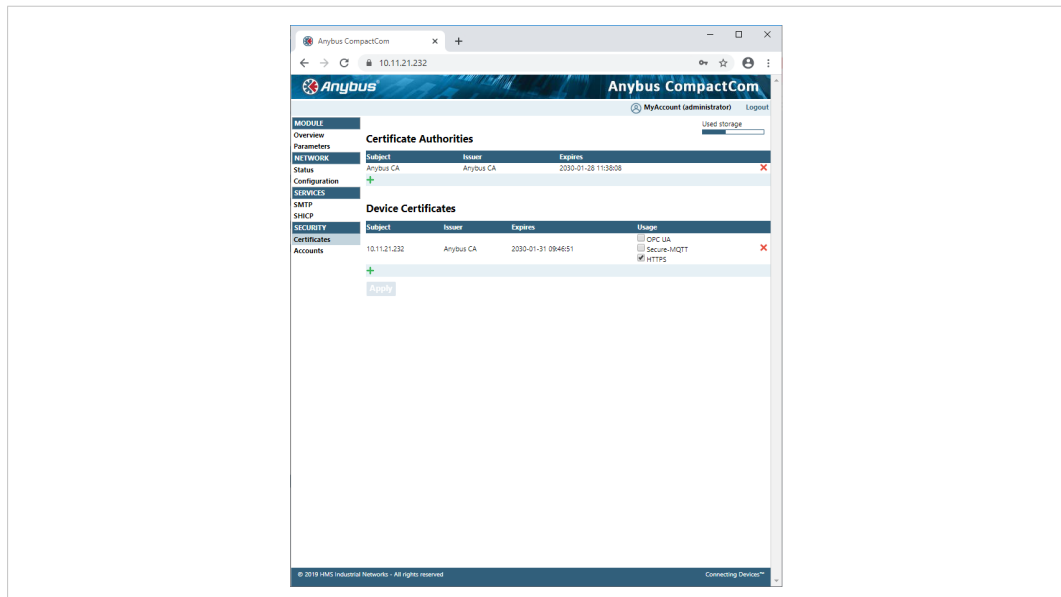 Anybus CompactCom
10.11.21.232
Anybus® Anybus CompactCom
MyAccount (administrator) Logout
MODULE
Overview
Parameters
NETWORK
Status
Configuration
SERVICES
SMTP
SHICP
SECURITY
Certificates
Accounts
Used storage
Certificate Authorities
Subject Issuer Expires
Anybus CA Anybus CA 2030-01-28 11:38:08
Device Certificates
Subject Issuer Expires Usage
OPC UA
10.11.21.232 Anybus CA 2030-01-31 09:46:51 Secure-MQTT
HTTPS
Apply
© 2019 HMS Industrial Networks - All rights reserved Connecting Devices™